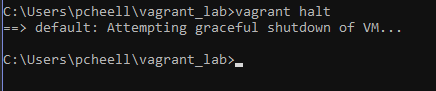 C:\Users\pcheell\vagrant_lab>vagrant halt
==> default: Attempting graceful shutdown of VM...
C:\Users\pcheell\vagrant_lab>